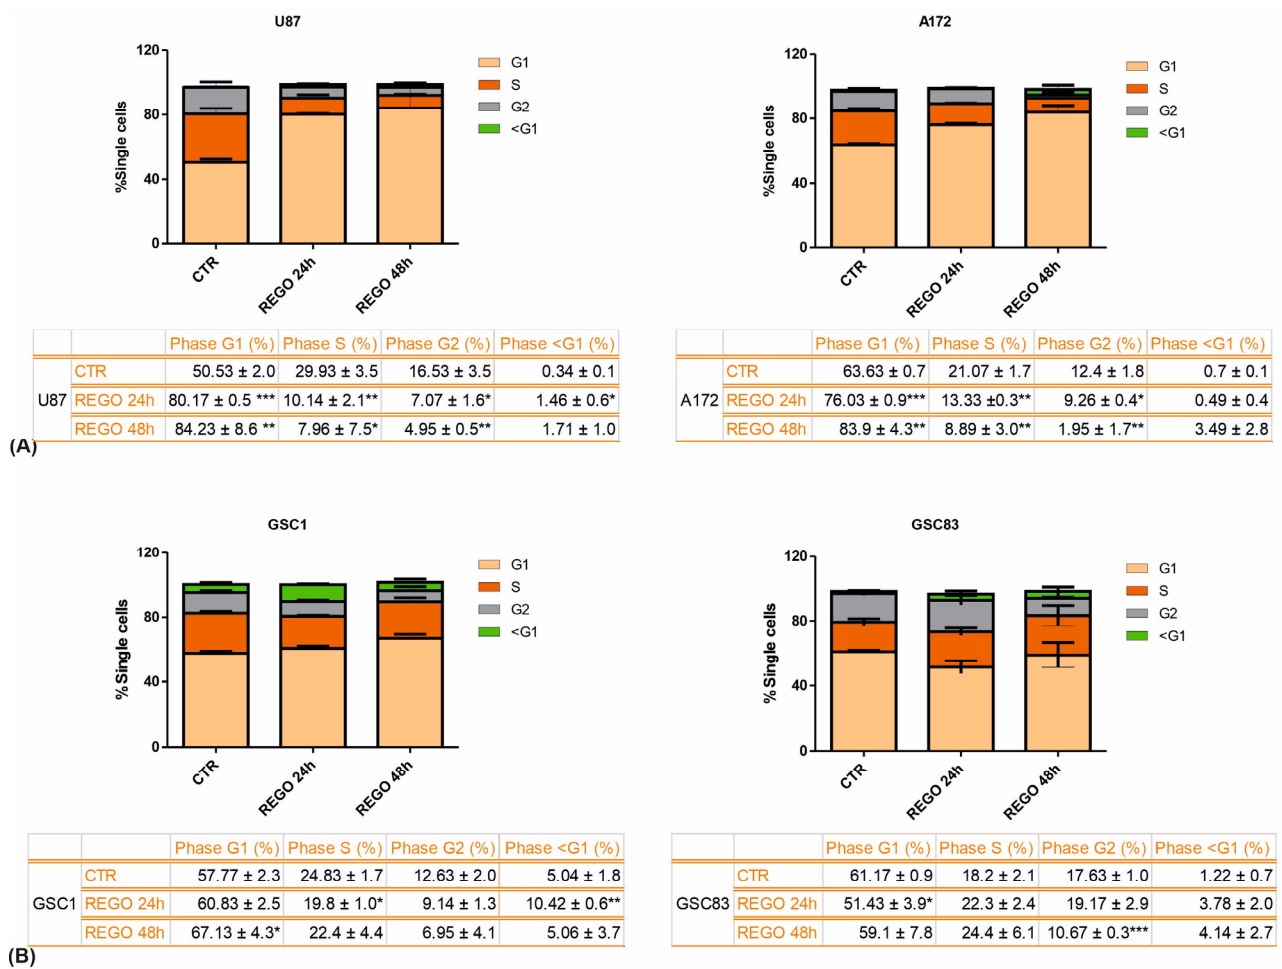 U87
120
80
40
0
%Single cells
G1
S
G2
<G1
CTR
REGO 24h
REGO 48h
Phase G1 (%) Phase S (%) Phase G2 (%) Phase <G1 (%)
CTR 50.53 ± 2.0 29.93 ± 3.5 16.53 ± 3.5 0.34 ± 0.1
U87 REGO 24h 80.17 ± 0.5 *** 10.14 ± 2.1** 7.07 ± 1.6* 1.46 ± 0.6*
REGO 48h 84.23 ± 8.6 ** 7.96 ± 7.5* 4.95 ± 0.5** 1.71 ± 1.0
A172
120
80
40
0
%Single cells
G1
S
G2
<G1
CTR
REGO 24h
REGO 48h
Phase G1 (%) Phase S (%) Phase G2 (%) Phase <G1 (%)
CTR 63.63 ± 0.7 21.07 ± 1.7 12.4 ± 1.8 0.7 ± 0.1
A172 REGO 24h 76.03 ± 0.9*** 13.33 ±0.3** 9.26 ± 0.4* 0.49 ± 0.4
REGO 48h 83.9 ± 4.3** 8.89 ± 3.0** 1.95 ± 1.7** 3.49 ± 2.8
(A)
GSC1
120
80
40
0
% Single cells
G1
S
G2
<G1
CTR
REGO 24h
REGO 48h
Phase G1 (%) Phase S (%) Phase G2 (%) Phase <G1 (%)
CTR 57.77 ± 2.3 24.83 ± 1.7 12.63 ± 2.0 5.04 ± 1.8
GSC1 REGO 24h 60.83 ± 2.5 19.8 ± 1.0* 9.14 ± 1.3 10.42 ± 0.6**
REGO 48h 67.13 ± 4.3* 22.4 ± 4.4 6.95 ± 4.1 5.06 ± 3.7
GSC83
120
80
40
0
% Single cells
G1
S
G2
<G1
CTR
REGO 24h
REGO 48h
Phase G1 (%) Phase S (%) Phase G2 (%) Phase <G1 (%)
CTR 61.17 ± 0.9 18.2 ± 2.1 17.63 ± 1.0 1.22 ± 0.7
GSC83 REGO 24h 51.43 ± 3.9* 22.3 ± 2.4 19.17 ± 2.9 3.78 ± 2.0
REGO 48h 59.1 ± 7.8 24.4 ± 6.1 10.67 ± 0.3*** 4.14 ± 2.7
(B)